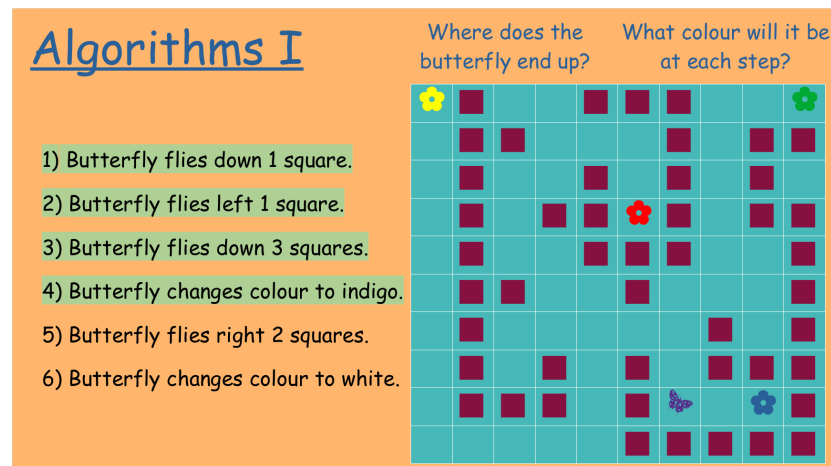 Algorithms I
Where does the
butterfly end up?
What colour will it be
at each step?
1) Butterfly flies down 1 square.
2) Butterfly flies left 1 square.
3) Butterfly flies down 3 squares.
4) Butterfly changes colour to indigo.
5) Butterfly flies right 2 squares.
6) Butterfly changes colour to white.